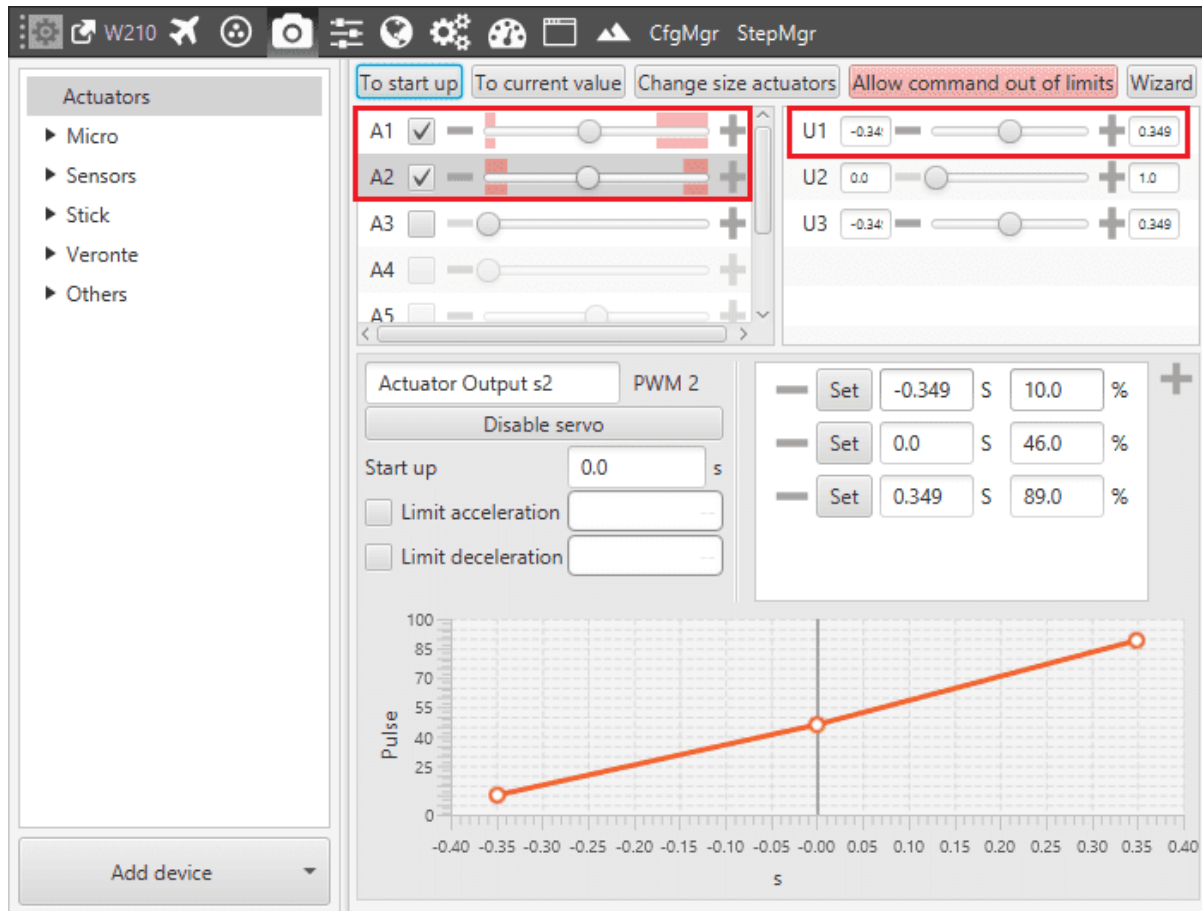 W210 CfgMgr StepMgr
Actuators
Micro
Sensors
Stick
Veronte
Others
Add device
To start up To current value Change size actuators Allow command out of limits Wizard
A1
A2
A3
A4
A5
U1 -0.34 0.349
U2 0.0 1.0
U3 -0.34 0.349
Actuator Output s2 PWM 2
Disable servo
Start up 0.0 s
Limit acceleration --
Limit deceleration --
Set -0.349 S 10.0 %
Set 0.0 S 46.0 %
Set 0.349 S 89.0 %
100
85
70
55
40
25
0
Pulse
-0.40 -0.35 -0.30 -0.25 -0.20 -0.15 -0.10 -0.05 -0.00 0.05 0.10 0.15 0.20 0.25 0.30 0.35 0.40
s